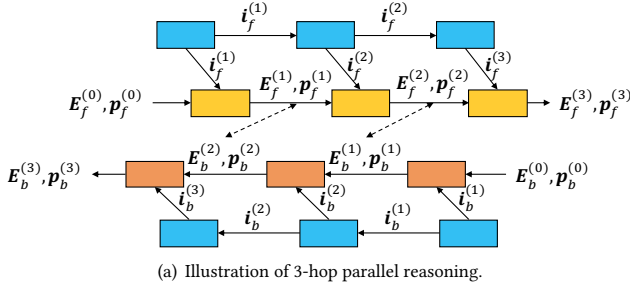 i_f^(1) i_f^(2)
i_f^(1) i_f^(2) i_f^(3)
E_f^(0), p_f^(0) E_f^(1), p_f^(1) E_f^(2), p_f^(2) E_f^(3), p_f^(3)
E_b^(3), p_b^(3) E_b^(2), p_b^(2) E_b^(1), p_b^(1) E_b^(0), p_b^(0)
i_b^(3) i_b^(2) i_b^(1)
i_b^(2) i_b^(1)
(a) Illustration of 3-hop parallel reasoning.